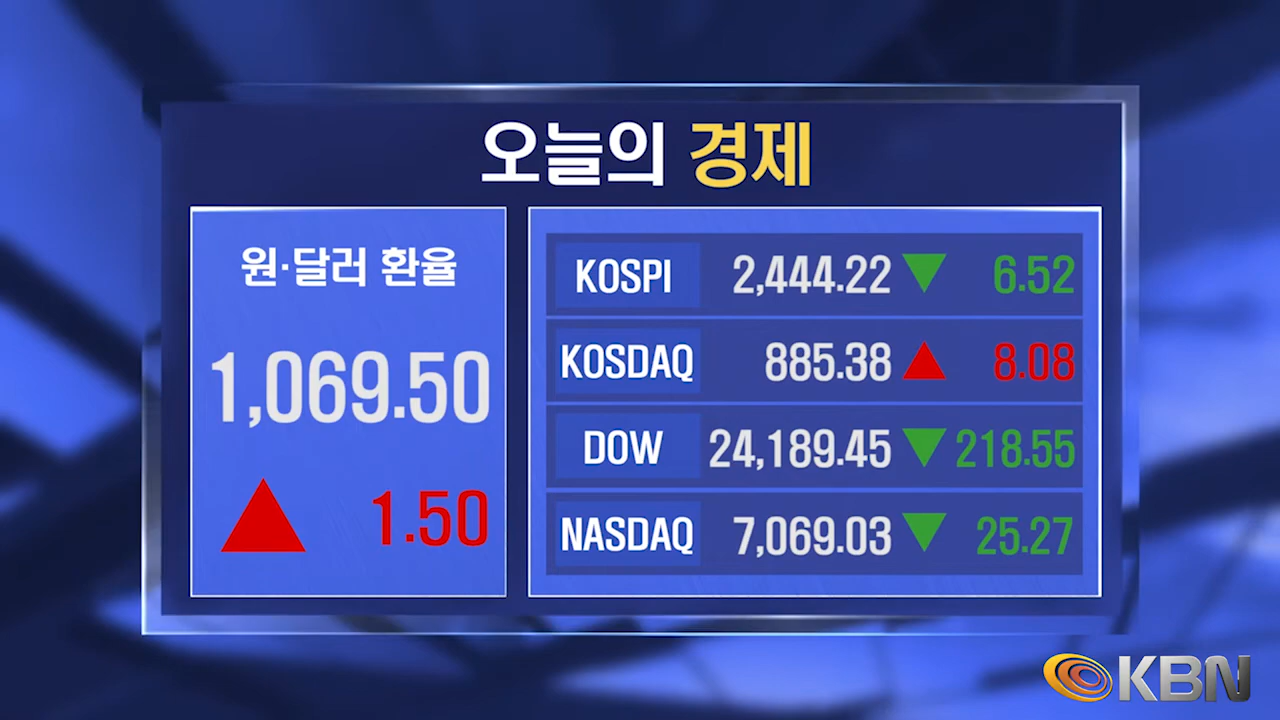 오늘의 경제
원·달러 환율
1,069.50
▲ 1.50
KOSPI 2,444.22 ▼ 6.52
KOSDAQ 885.38 ▲ 8.08
DOW 24,189.45 ▼ 218.55
NASDAQ 7,069.03 ▼ 25.27
KBN